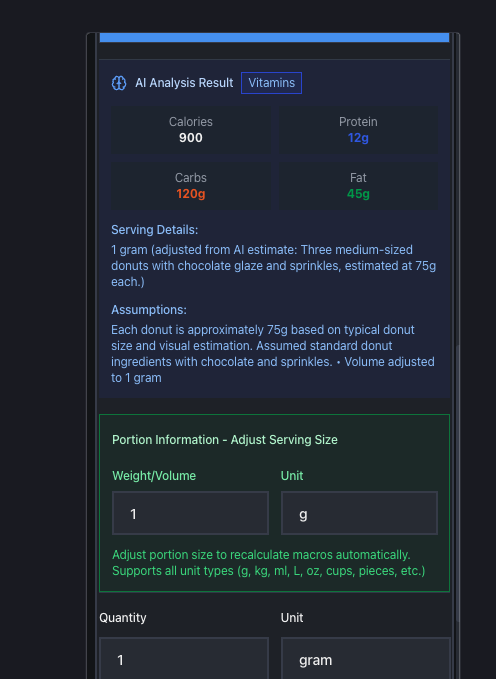 AI Analysis Result Vitamins
Calories Protein
900 12g
Carbs Fat
120g 45g
Serving Details:
1 gram (adjusted from AI estimate: Three medium-sized
donuts with chocolate glaze and sprinkles, estimated at 75g
each.)
Assumptions:
Each donut is approximately 75g based on typical donut
size and visual estimation. Assumed standard donut
ingredients with chocolate and sprinkles. • Volume adjusted
to 1 gram
Portion Information - Adjust Serving Size
Weight/Volume Unit
1 g
Adjust portion size to recalculate macros automatically.
Supports all unit types (g, kg, ml, L, oz, cups, pieces, etc.)
Quantity Unit
1 gram